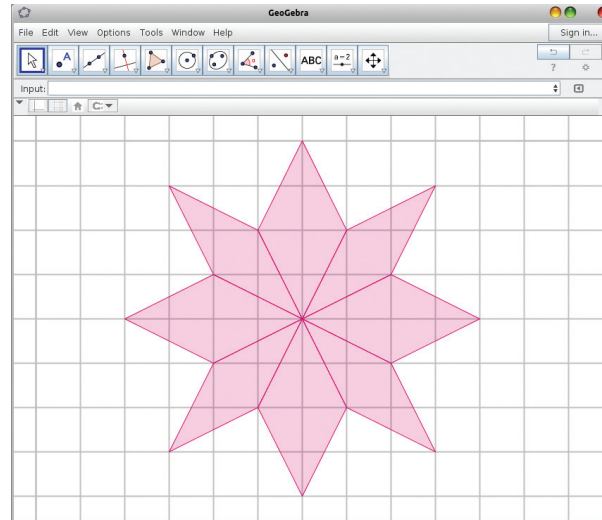 GeoGebra
File Edit View Options Tools Window Help Sign in...
A ABC a=2
?
Input: